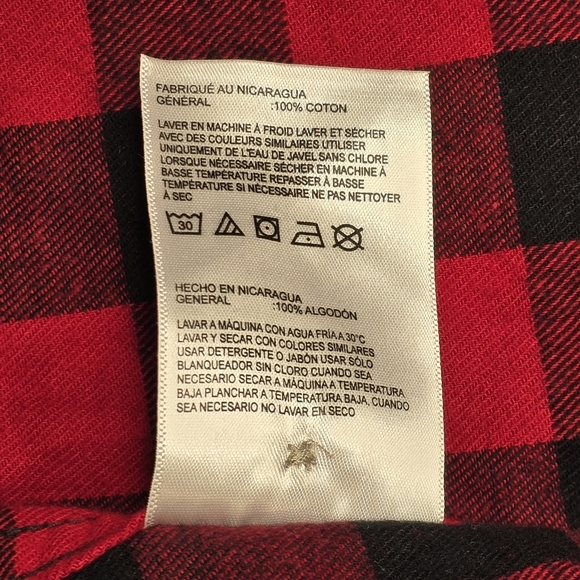 FABRIQUÉ AU NICARAGUA
GÉNÉRAL :100% COTON
LAVER EN MACHINE À FROID LAVER ET SÉCHER
AVEC DES COULEURS SIMILAIRES UTILISER
UNIQUEMENT DE L'EAU DE JAVEL SANS CHLORE
LORSQUE NÉCESSAIRE SÉCHER EN MACHINE À
BASSE TEMPÉRATURE REPASSER À BASSE
TEMPÉRATURE SI NÉCESSAIRE NE PAS NETTOYER
À SEC
30
HECHO EN NICARAGUA
GENERAL :100% ALGODÓN
LAVAR A MÁQUINA CON AGUA FRÍA A 30°C
LAVAR Y SECAR CON COLORES SIMILARES
USAR DETERGENTE O JABÓN USAR SÓLO
BLANQUEADOR SIN CLORO CUANDO SEA
NECESARIO SECAR A MÁQUINA A TEMPERATURA
BAJA PLANCHAR A TEMPERATURA BAJA, CUANDO
SEA NECESARIO NO LAVAR EN SECO